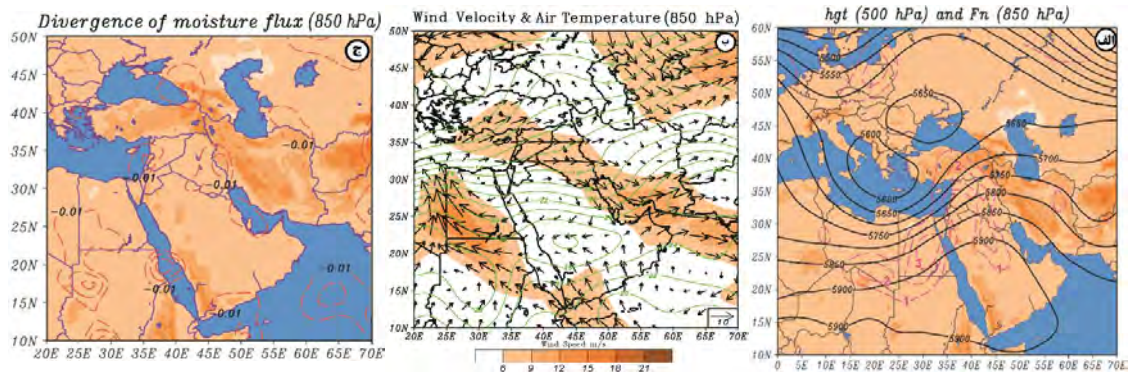 Divergence of moisture flux (850 hPa)
ج
50N
45N
40N
35N
30N
25N
20N
15N
10N
-0.01
-0.01
-0.01
-0.01
-0.01
-0.01
-0.01
-0.01
20E 25E 30E 35E 40E 45E 50E 55E 60E 65E 70E
Wind Velocity & Air Temperature (850 hPa)
ب
50N
45N
40N
35N
30N
25N
20N
15N
10N
10
20E 25E 30E 35E 40E 45E 50E 55E 60E 65E 70E
Wind Speed m/s
6 9 12 15 18 21
hgt (500 hPa) and Fn (850 hPa)
الف
60N
55N
50N
45N
40N
35N
30N
25N
20N
15N
10N
5550
5650
5600
5650
5700
5600
5650
5750
5800
5850
5900
5850
5900
5900
5900
0 5E 10E 15E 20E 25E 30E 35E 40E 45E 50E 55E 60E 65E 70E